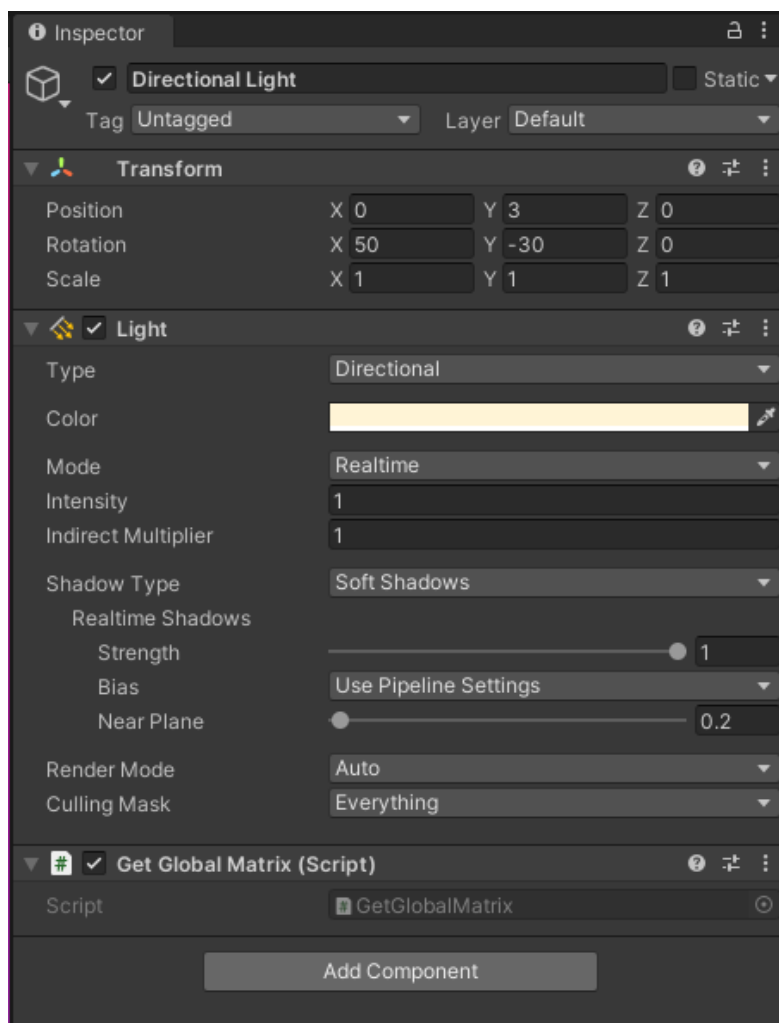 Inspector
Directional Light Static
Tag Untagged Layer Default
Transform
Position X 0 Y 3 Z 0
Rotation X 50 Y -30 Z 0
Scale X 1 Y 1 Z 1
Light
Type Directional
Color
Mode Realtime
Intensity 1
Indirect Multiplier 1
Shadow Type Soft Shadows
Realtime Shadows
Strength 1
Bias Use Pipeline Settings
Near Plane 0.2
Render Mode Auto
Culling Mask Everything
# Get Global Matrix (Script)
Script # GetGlobalMatrix
Add Component